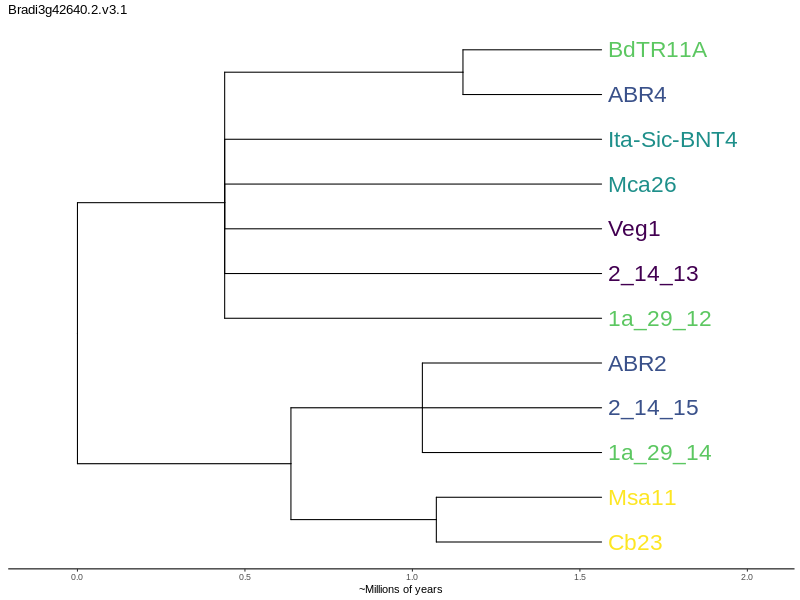 Bradi3g42640.2.v3.1
BdTR11A
ABR4
Ita-Sic-BNT4
Mca26
Veg1
2_14_13
1a_29_12
ABR2
2_14_15
1a_29_14
Msa11
Cb23
0.0 0.5 1.0 1.5 2.0
~Millions of years